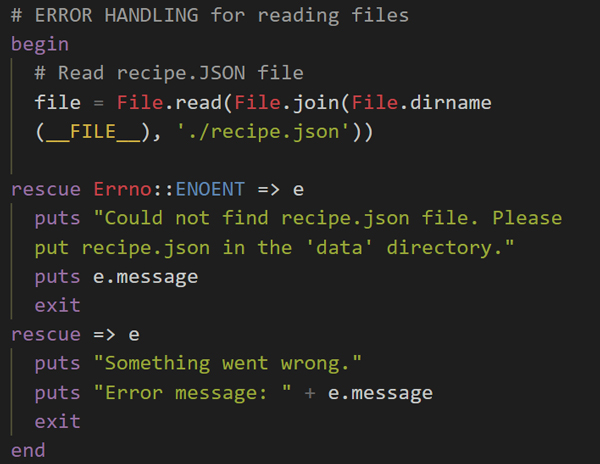 # ERROR HANDLING for reading files
begin
# Read recipe.JSON file
file = File.read(File.join(File.dirname
(__FILE__), './recipe.json'))
rescue Errno::ENOENT => e
puts "Could not find recipe.json file. Please
put recipe.json in the 'data' directory."
puts e.message
exit
rescue => e
puts "Something went wrong."
puts "Error message: " + e.message
exit
end